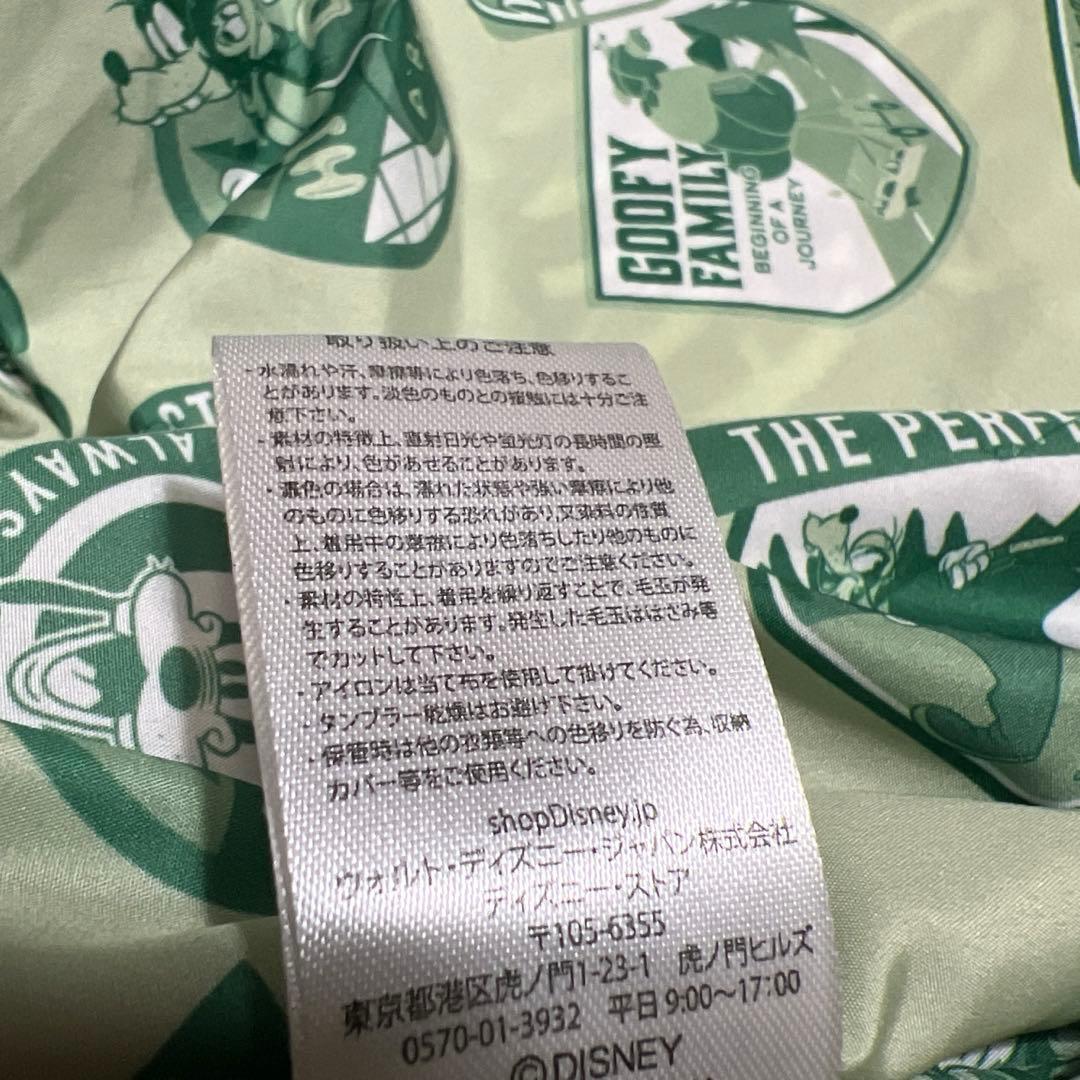 GOOFY
FAMILY
BEGINNING
OF A
JOURNEY
H
ALWAYS
ST
THE PERF
取り扱い上のご注意
・水濡れや汗、摩擦等により色落ち、色移りするこ
とがあります。淡色のものとの接触には十分ご注
意下さい。
・素材の特徴上、直射日光や蛍光灯の長時間の照
射により、色があせることがあります。
・濃色の場合は、濡れた状態や強い摩擦により他
のものに色移りする恐れがあり、又染料の性質
上、着用中の摩擦により色落ちしたり他のものに
色移りすることがありますのでご注意ください。
・素材の特性上、着用を繰り返すことで、毛玉が発
生することがあります。発生した毛玉ははさみ等
でカットして下さい。
・アイロンは当て布を使用して掛けてください。
・タンブラー乾燥はお避け下さい。
・保管時は他の衣類等への色移りを防ぐ為、収納
カバー等をご使用ください。
shopDisney.jp
ウォルト・ディズニー・ジャパン株式会社
ディズニー・ストア
〒105-6355
東京都港区虎ノ門1-23-1 虎ノ門ヒルズ
0570-01-3932 平日 9:00～17:00
©DISNEY